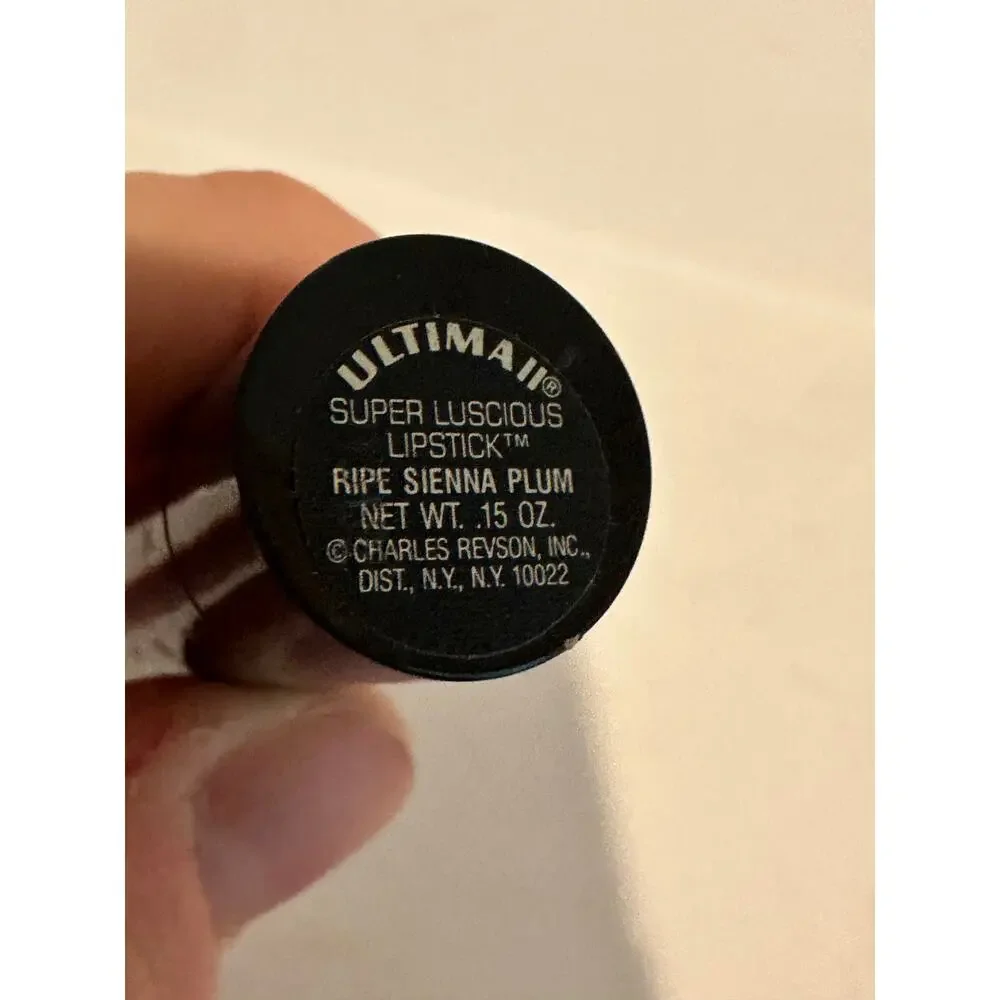 ULTIMA II®
SUPER LUSCIOUS
LIPSTICK™
RIPE SIENNA PLUM
NET WT. .15 OZ.
© CHARLES REVSON, INC.,
DIST., N.Y., N.Y. 10022